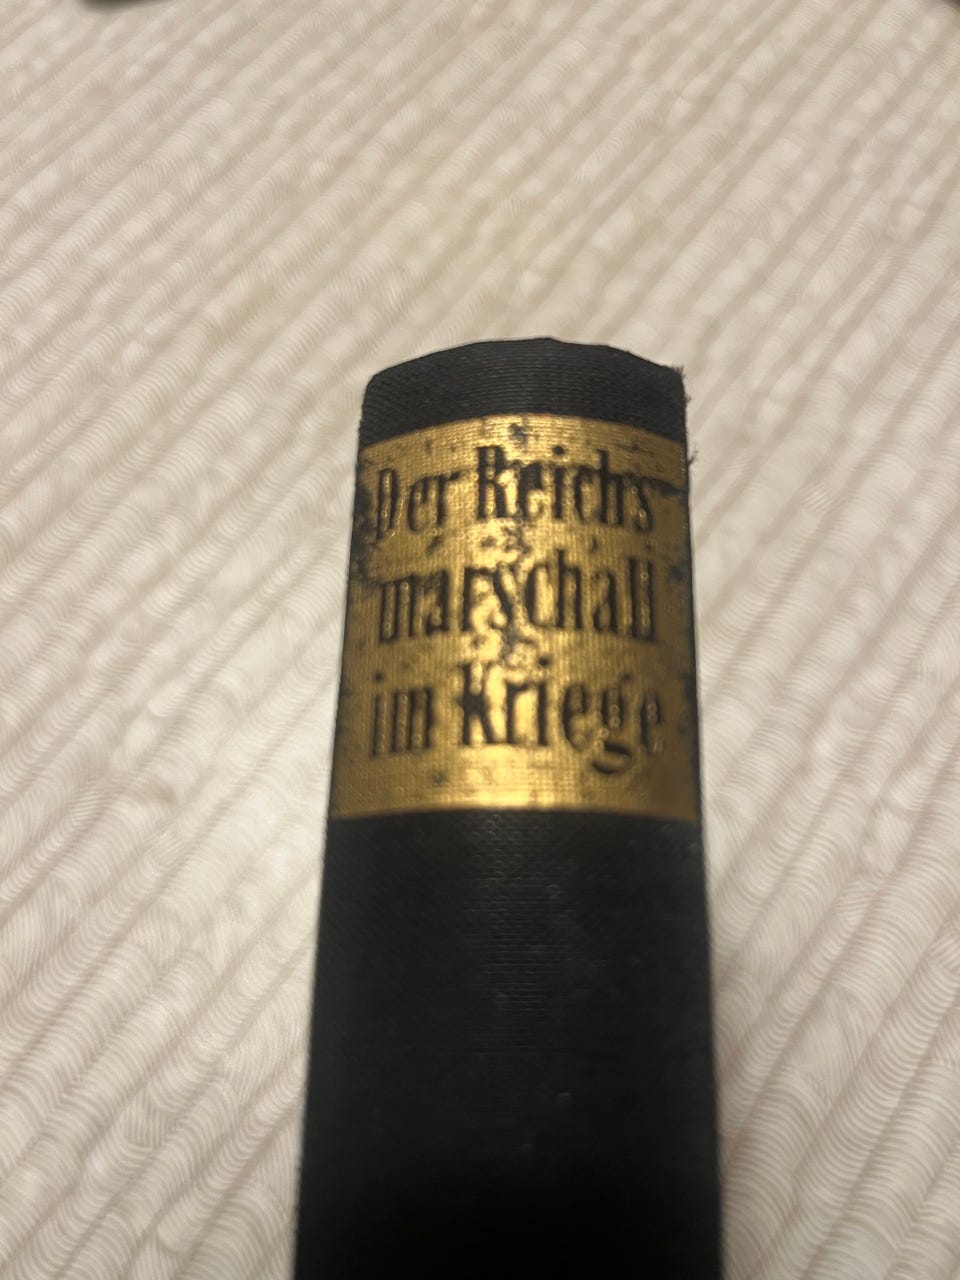 Der Reichs
marschall
im Kriege